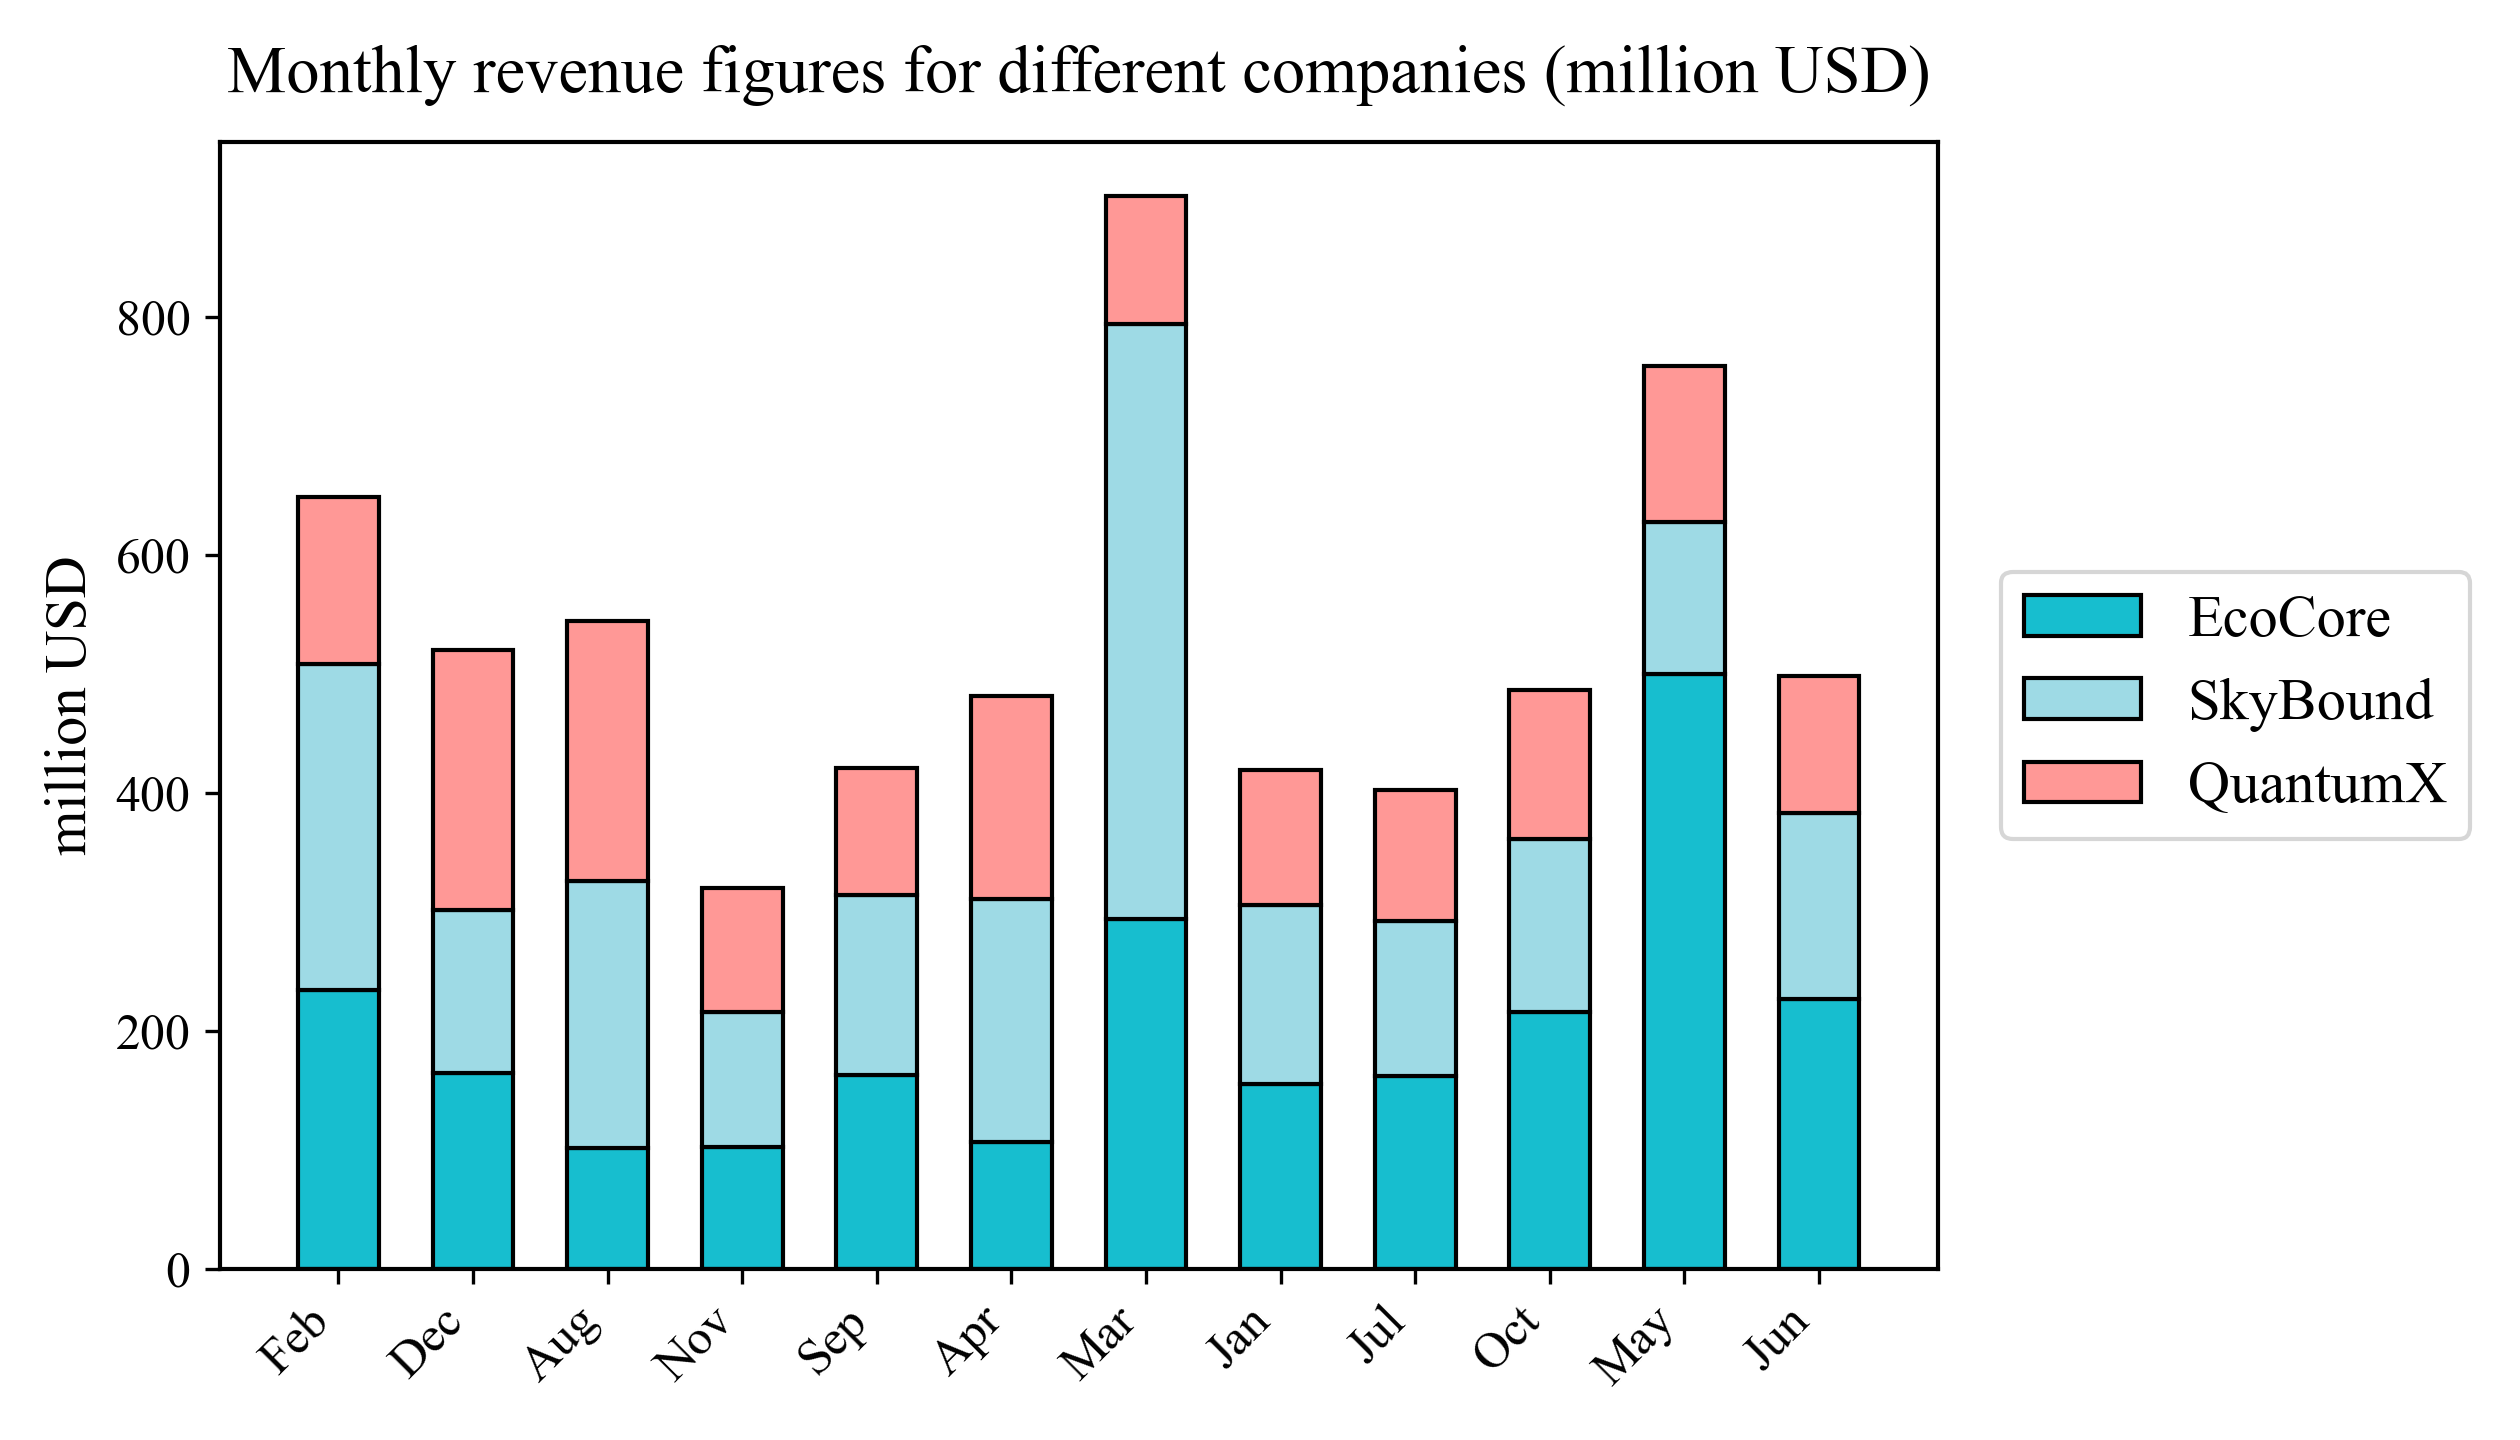 Monthly revenue figures for different companies (million USD)
million USD
800
600
400
200
0
Feb
Dec
Aug
Nov
Sep
Apr
Mar
Jan
Jul
Oct
May
Jun
EcoCore
SkyBound
QuantumX